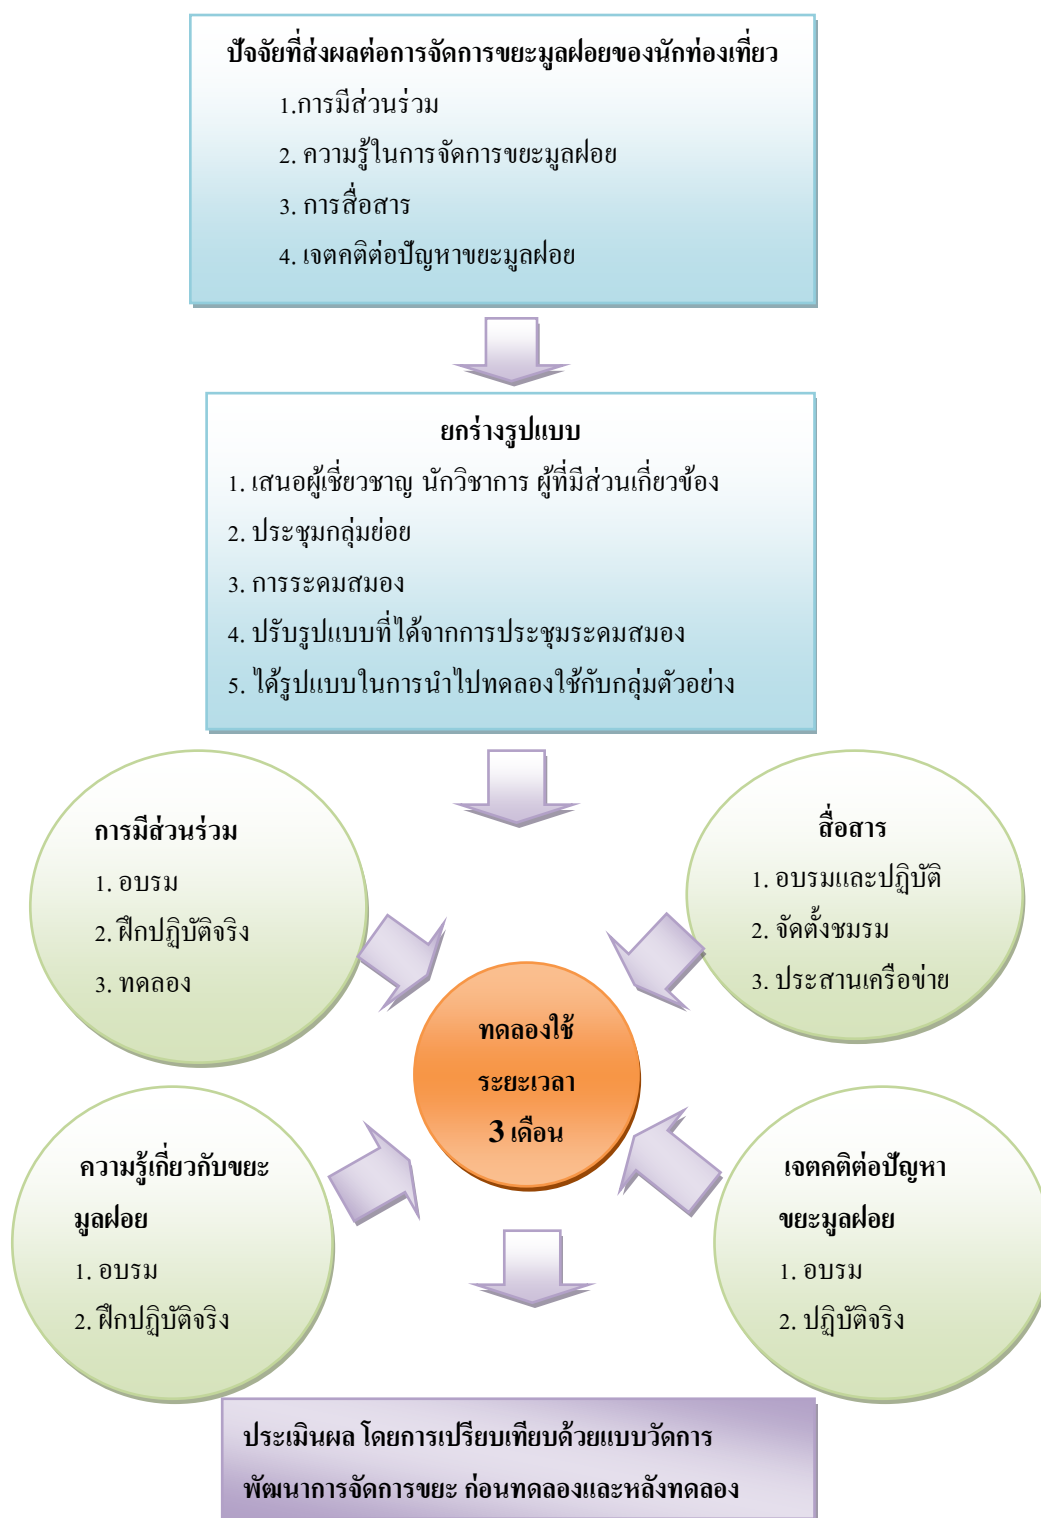 ปัจจัยที่ส่งผลต่อการจัดการขยะมูลฝอยของนักท่องเที่ยว
1.การมีส่วนร่วม
2. ความรู้ในการจัดการขยะมูลฝอย
3. การสื่อสาร
4. เจตคติต่อปัญหาขยะมูลฝอย
ยกร่างรูปแบบ
1. เสนอผู้เชี่ยวชาญ นักวิชาการ ผู้ที่มีส่วนเกี่ยวข้อง
2. ประชุมกลุ่มย่อย
3. การระดมสมอง
4. ปรับรูปแบบที่ได้จากการประชุมระดมสมอง
5. ได้รูปแบบในการนำไปทดลองใช้กับกลุ่มตัวอย่าง
การมีส่วนร่วม
1. อบรม
2. ฝึกปฏิบัติจริง
3. ทดลอง
สื่อสาร
1. อบรมและปฏิบัติ
2. จัดตั้งชมรม
3. ประสานเครือข่าย
ทดลองใช้
ระยะเวลา
3 เดือน
ความรู้เกี่ยวกับขยะ
มูลฝอย
1. อบรม
2. ฝึกปฏิบัติจริง
เจตคติต่อปัญหา
ขยะมูลฝอย
1. อบรม
2. ปฏิบัติจริง
ประเมินผล โดยการเปรียบเทียบด้วยแบบวัดการ
พัฒนาการจัดการขยะ ก่อนทดลองและหลังทดลอง